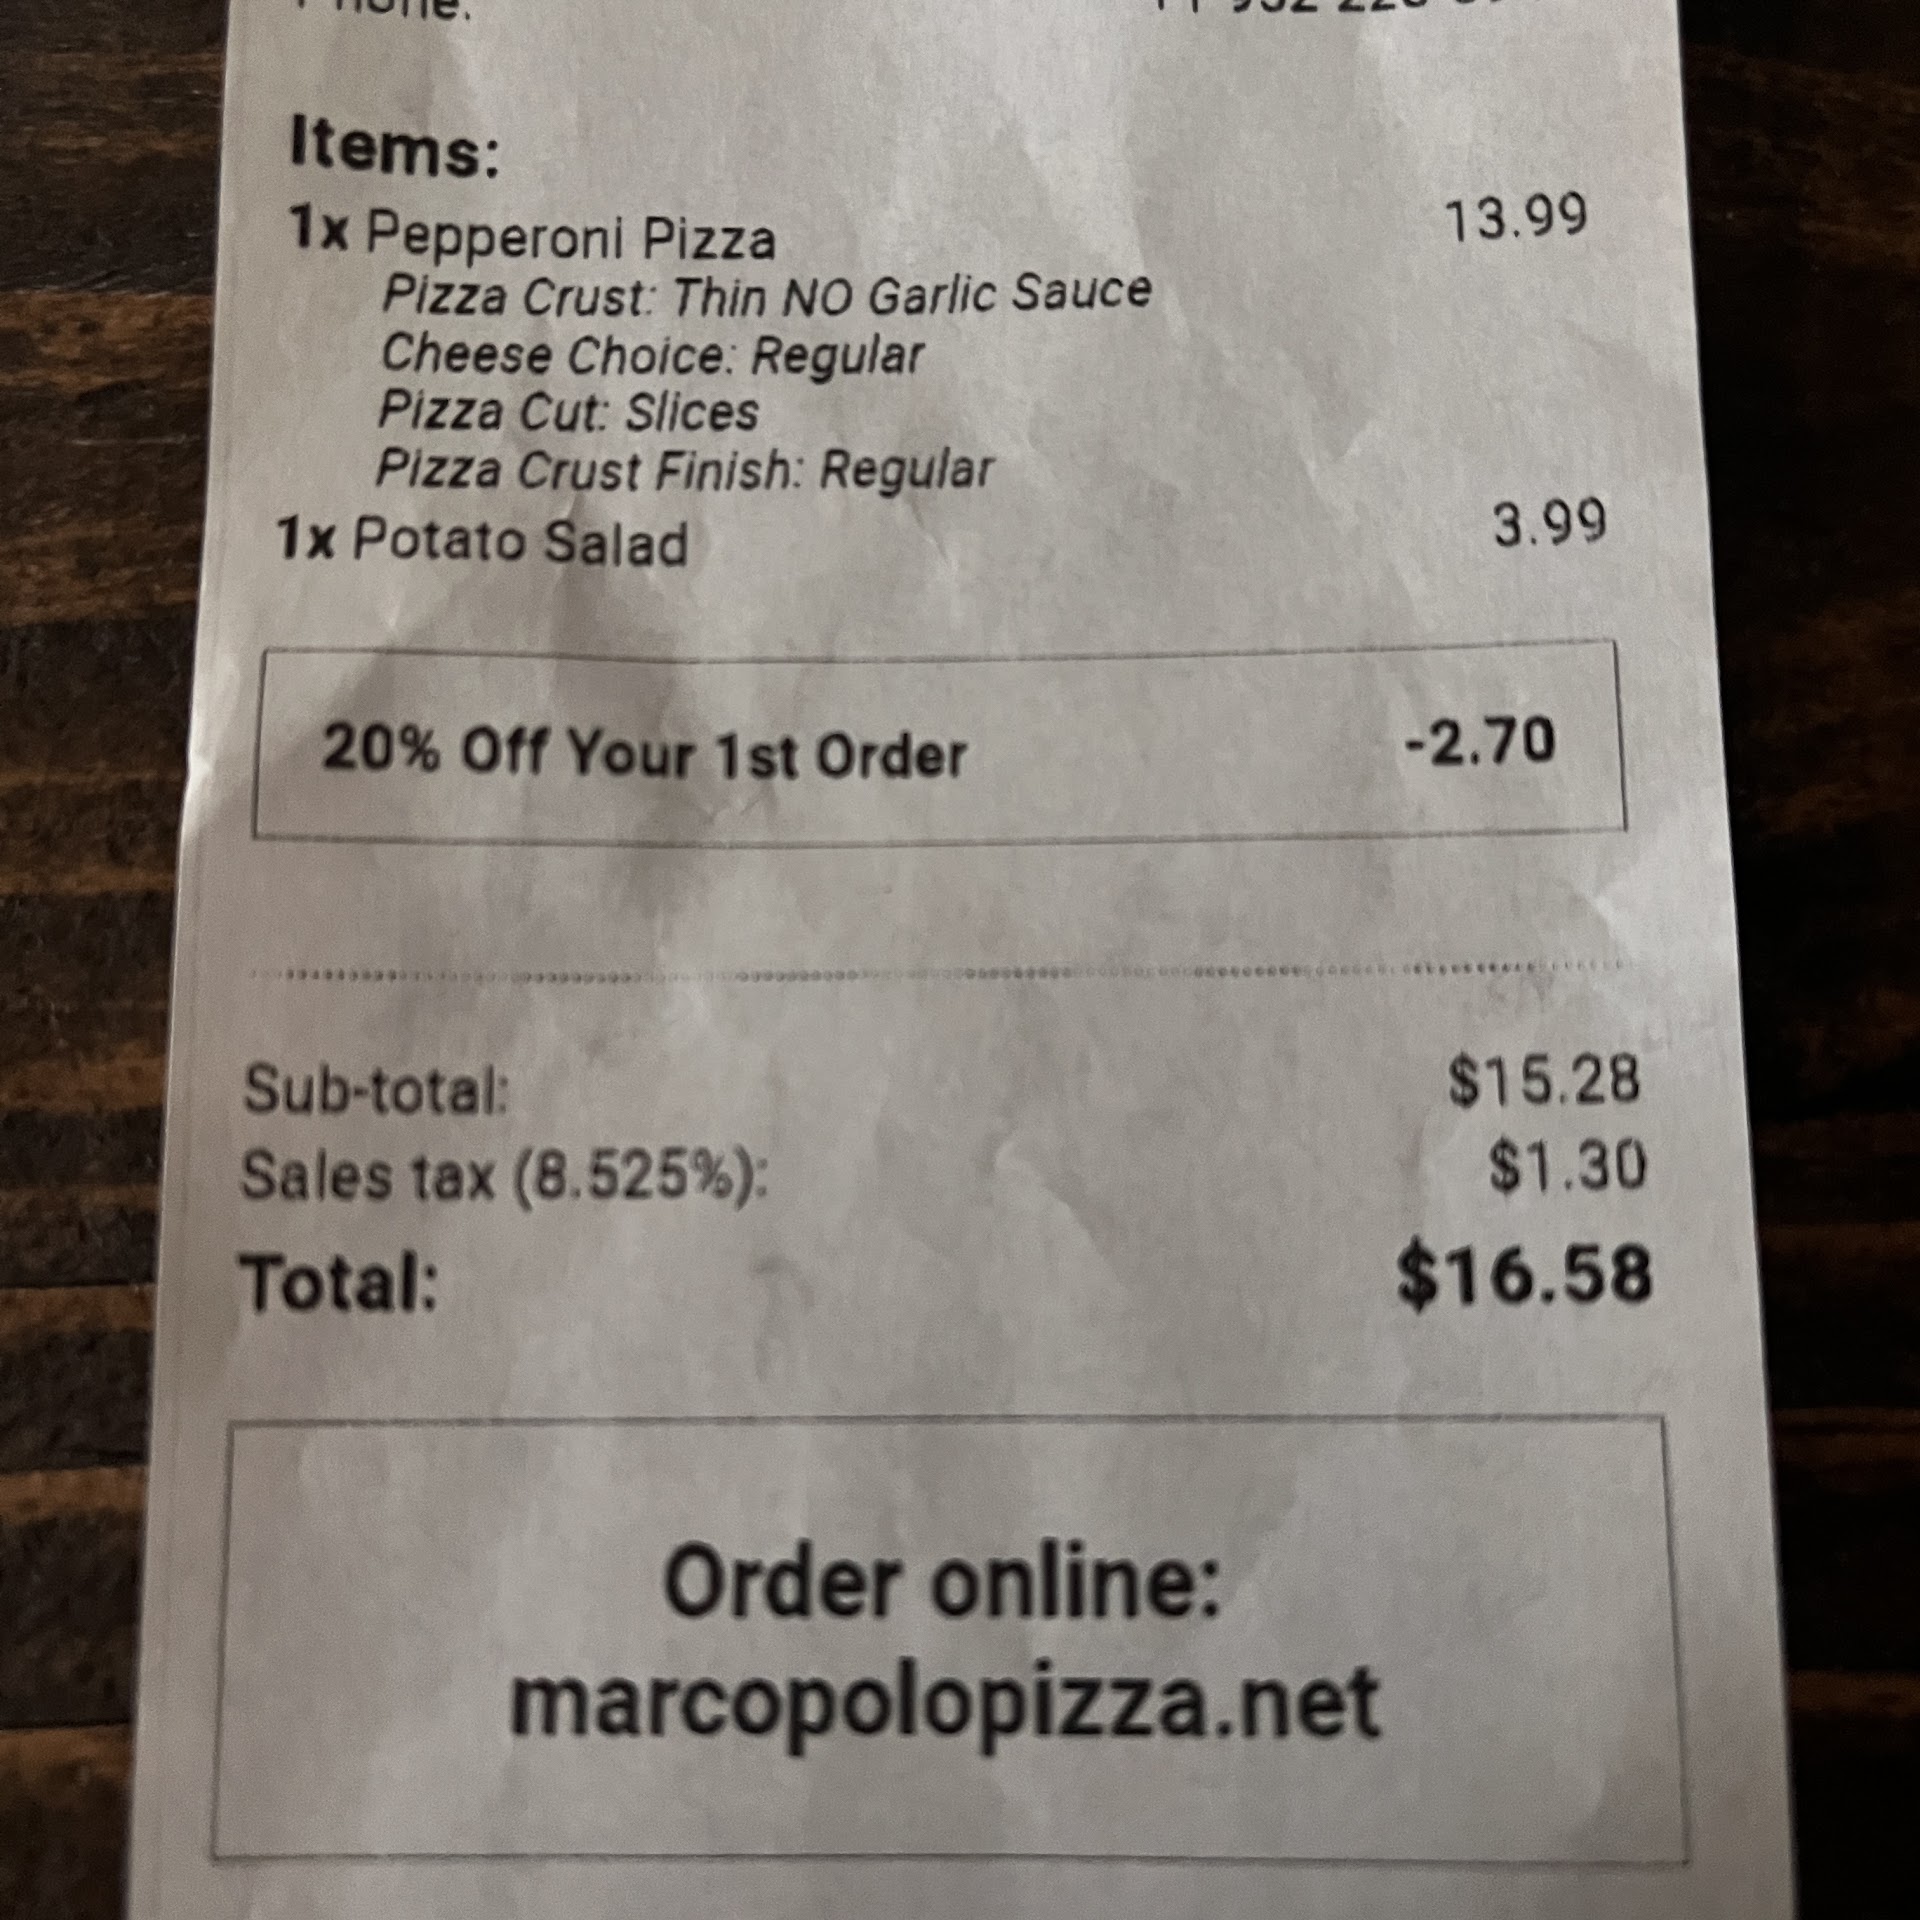 Items:
1x Pepperoni Pizza 13.99
Pizza Crust: Thin NO Garlic Sauce
Cheese Choice: Regular
Pizza Cut: Slices
Pizza Crust Finish: Regular
1x Potato Salad 3.99
20% Off Your 1st Order -2.70
Sub-total: $15.28
Sales tax (8.525%): $1.30
Total: $16.58
Order online:
marcopolopizza.net